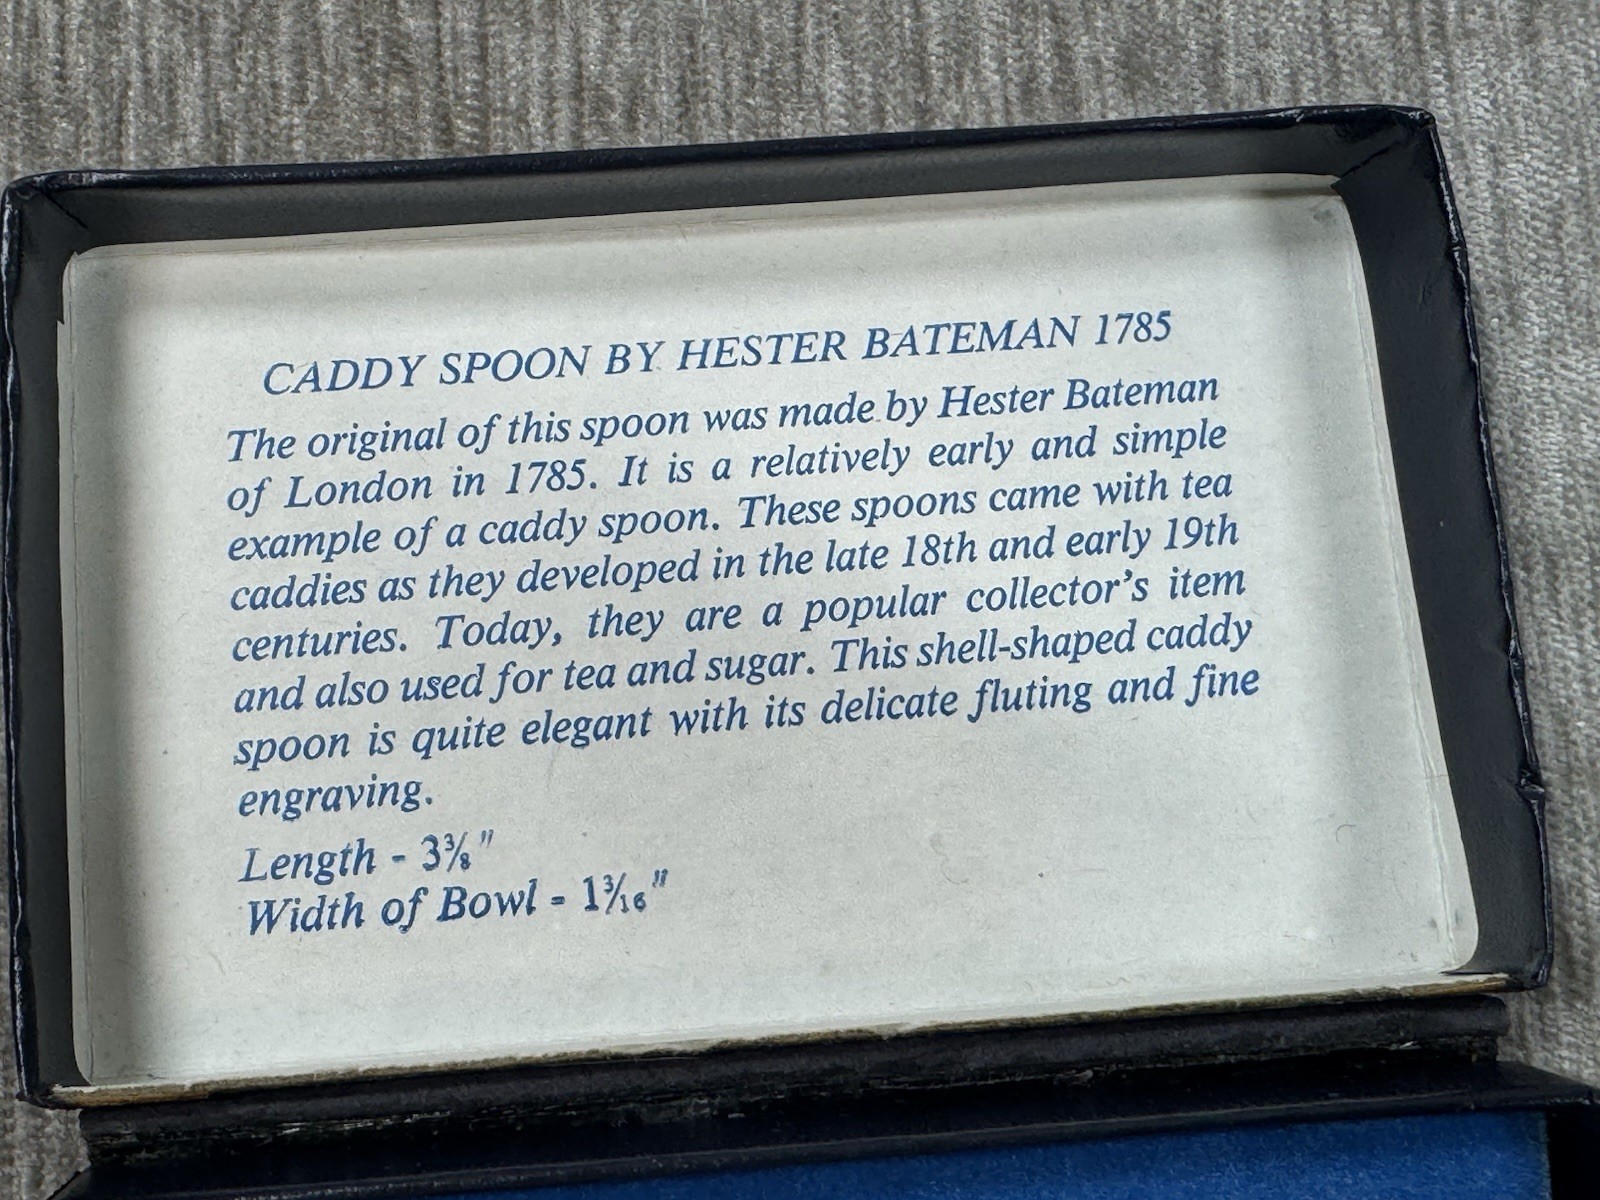 CADDY SPOON BY HESTER BATEMAN 1785
The original of this spoon was made by Hester Bateman
of London in 1785. It is a relatively early and simple
example of a caddy spoon. These spoons came with tea
caddies as they developed in the late 18th and early 19th
centuries. Today, they are a popular collector's item
and also used for tea and sugar. This shell-shaped caddy
spoon is quite elegant with its delicate fluting and fine
engraving.
Length - 3⅜"
Width of Bowl - 1³⁄₁₆"